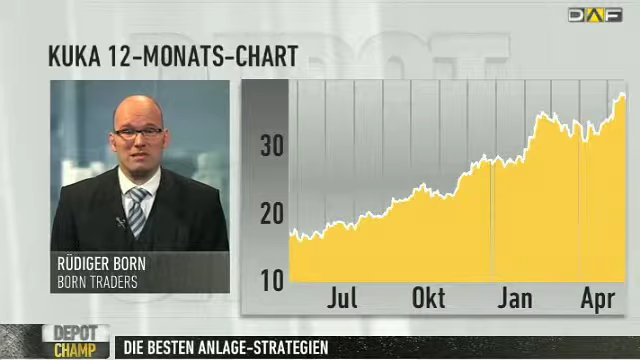 DAF
KUKA 12-MONATS-CHART
30
20
10
Jul Okt Jan Apr
RÜDIGER BORN
BORN TRADERS
DEPOT
CHAMP
DIE BESTEN ANLAGE-STRATEGIEN